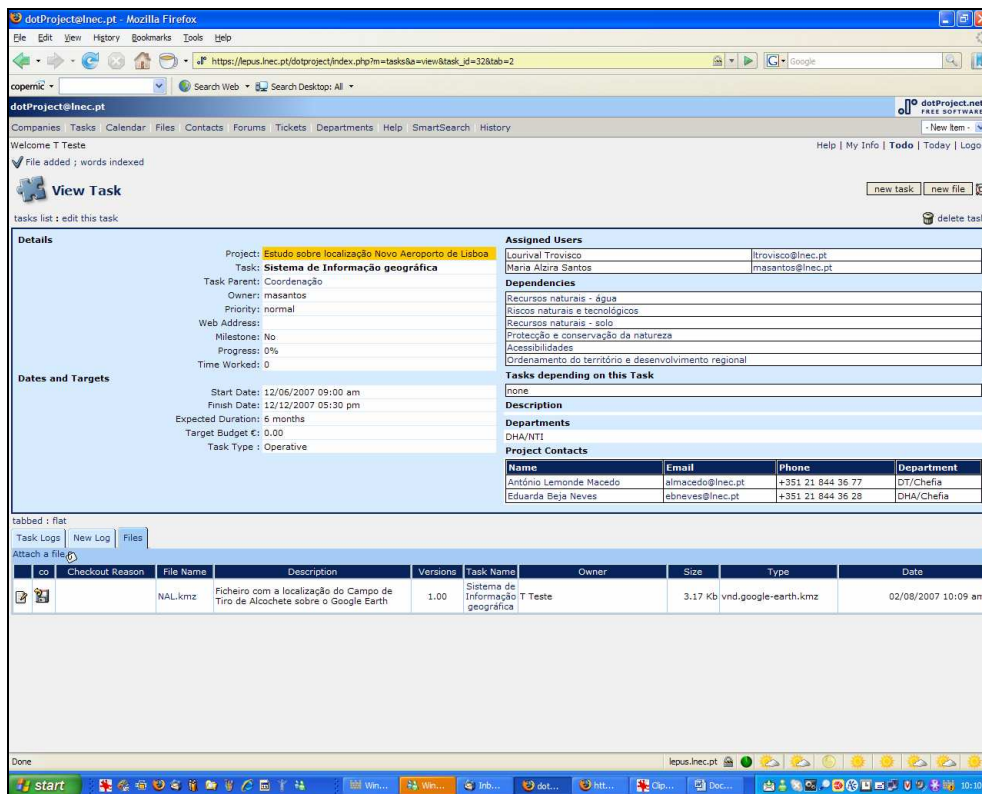 dotProject@lnec.pt - Mozilla Firefox
File Edit View History Bookmarks Tools Help
https://lepus.lnec.pt/dotproject/index.php?m=tasks&a=view&task_id=32&tab=2
G Google
copernic Search Web Search Desktop: All
dotProject@lnec.pt
dotProject.net
FREE SOFTWARE
Companies Tasks Calendar Files Contacts Forums Tickets Departments Help SmartSearch History
- New Item -
Welcome T Teste
Help | My Info | Todo | Today | Logo
File added ; words indexed
View Task
new task new file
tasks list : edit this task
delete task
Details
Project: Estudo sobre localização Novo Aeroporto de Lisboa
Task: Sistema de Informação geográfica
Task Parent: Coordenação
Owner: masantos
Priority: normal
Web Address:
Milestone: No
Progress: 0%
Time Worked: 0
Dates and Targets
Start Date: 12/06/2007 09:00 am
Finish Date: 12/12/2007 05:30 pm
Expected Duration: 6 months
Target Budget €: 0.00
Task Type : Operative
Assigned Users
Lourival Trovisco ltrovisco@lnec.pt
Maria Alzira Santos masantos@lnec.pt
Dependencies
Recursos naturais - água
Riscos naturais e tecnológicos
Recursos naturais - solo
Protecção e conservação da natureza
Acessibilidades
Ordenamento do território e desenvolvimento regional
Tasks depending on this Task
none
Description
Departments
DHA/NTI
Project Contacts
Name Email Phone Department
António Lemonde Macedo almacedo@lnec.pt +351 21 844 36 77 DT/Chefia
Eduarda Beja Neves ebneves@lnec.pt +351 21 844 36 28 DHA/Chefia
tabbed : flat
Task Logs New Log Files
Attach a file
co Checkout Reason File Name Description Versions Task Name Owner Size Type Date
NAL.kmz Ficheiro com a localização do Campo de Tiro de Alcochete sobre o Google Earth 1.00 Sistema de Informação geográfica T Teste 3.17 Kb vnd.google-earth.kmz 02/08/2007 10:09 am
Done
lepus.lnec.pt
start Win... Win... Inb... dot... htt... Clip... Doc... 10:10